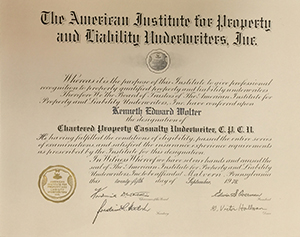 The American Institute for Property
and Liability Underwriters, Inc.
Whereas it is the purpose of this Institute to give professional
recognition to properly qualified property and liability underwriters
Therefore We the Board of Trustees of The American Institute for
Property and Liability Underwriters, Inc. have conferred upon
Kenneth Edward Wolter
the designation of
Chartered Property Casualty Underwriter, C.P.C.U.
He having fulfilled the conditions of eligibility, passed the entire series
of examinations, and satisfied the insurance experience requirements
as prescribed by the Institute for this designation.
In Witness Whereof we have set our hands and caused the
seal of The American Institute for Property and Liability
Underwriters, Inc. to be affixed at Malvern, Pennsylvania
this twenty-fifth day of September 1978